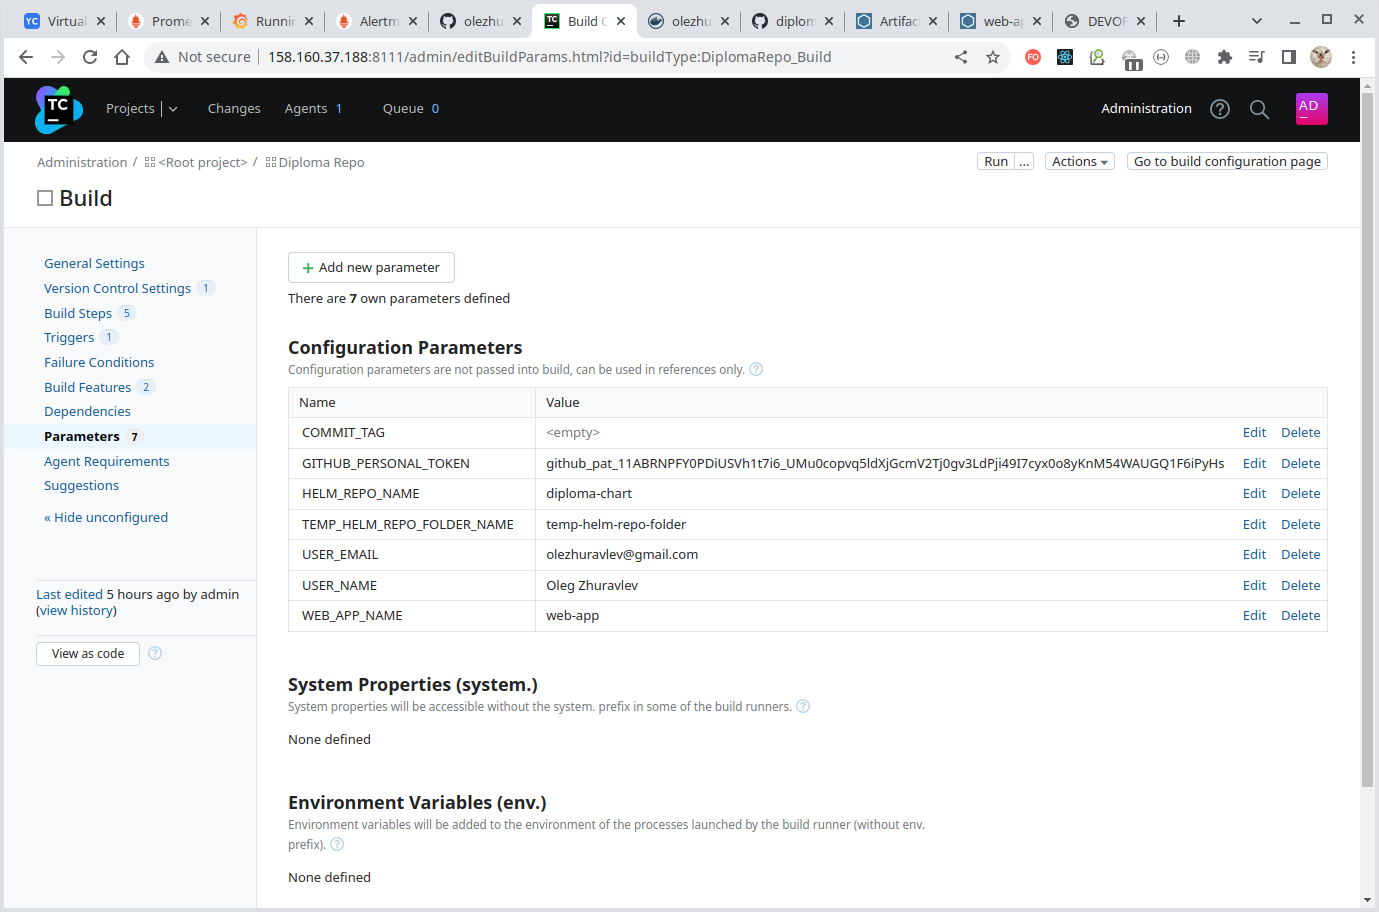 Virtual
Prome
Runnin
Alertm
olezhu
Build C
olezhu
diplom
Artifac
web-ap
DEVOP
Not secure
158.160.37.188:8111/admin/editBuildParams.html?id=buildType:DiplomaRepo_Build
TC
Projects
Changes
Agents 1
Queue 0
Administration
AD
Administration / <Root project> / Diploma Repo
Run ...
Actions
Go to build configuration page
Build
General Settings
Version Control Settings 1
Build Steps 5
Triggers 1
Failure Conditions
Build Features 2
Dependencies
Parameters 7
Agent Requirements
Suggestions
« Hide unconfigured
Last edited 5 hours ago by admin
(view history)
View as code
+ Add new parameter
There are 7 own parameters defined
Configuration Parameters
Configuration parameters are not passed into build, can be used in references only.
Name Value
COMMIT_TAG <empty> Edit Delete
GITHUB_PERSONAL_TOKEN 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 Edit Delete
HELM_REPO_NAME diploma-chart Edit Delete
TEMP_HELM_REPO_FOLDER_NAME temp-helm-repo-folder Edit Delete
USER_EMAIL olezhuravlev@gmail.com Edit Delete
USER_NAME Oleg Zhuravlev Edit Delete
WEB_APP_NAME web-app Edit Delete
System Properties (system.)
System properties will be accessible without the system. prefix in some of the build runners.
None defined
Environment Variables (env.)
Environment variables will be added to the environment of the processes launched by the build runner (without env.
prefix).
None defined